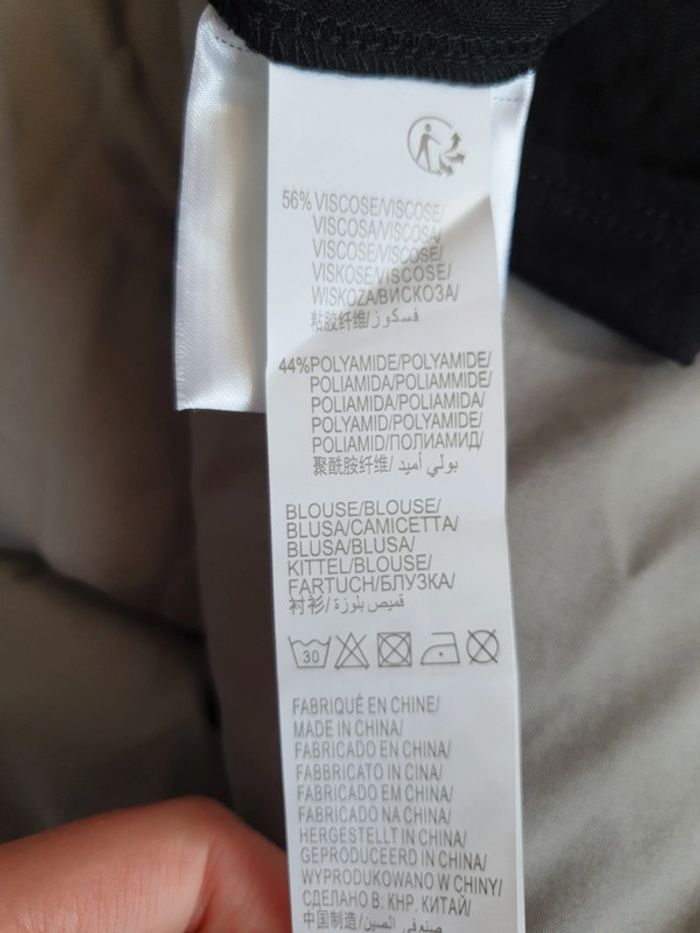 56% VISCOSE/VISCOSE/
VISCOSA/VISCOSA/
VISCOSE/VISCOSE/
VISKOSE/VISCOSE/
WISKOZA/ВИСКОЗА/
粘胶纤维/فسكوز/
44%POLYAMIDE/POLYAMIDE/
POLIAMIDA/POLIAMMIDE/
POLIAMIDA/POLIAMIDA/
POLYAMID/POLYAMIDE/
POLIAMID/ПОЛИАМИД/
聚酰胺纤维/بولي أميد/
BLOUSE/BLOUSE/
BLUSA/CAMICETTA/
BLUSA/BLUSA/
KITTEL/BLOUSE/
FARTUCH/БЛУЗКА/
衬衫/قميص بلوزة/
30
FABRIQUÉ EN CHINE/
MADE IN CHINA/
FABRICADO EN CHINA/
FABBRICATO IN CINA/
FABRICADO EM CHINA/
FABRICADO NA CHINA/
HERGESTELLT IN CHINA/
GEPRODUCEERD IN CHINA/
WYPRODUKOWANO W CHINY/
СДЕЛАНО В: КНР. КИТАЙ/
中国制造/صنع في الصين/